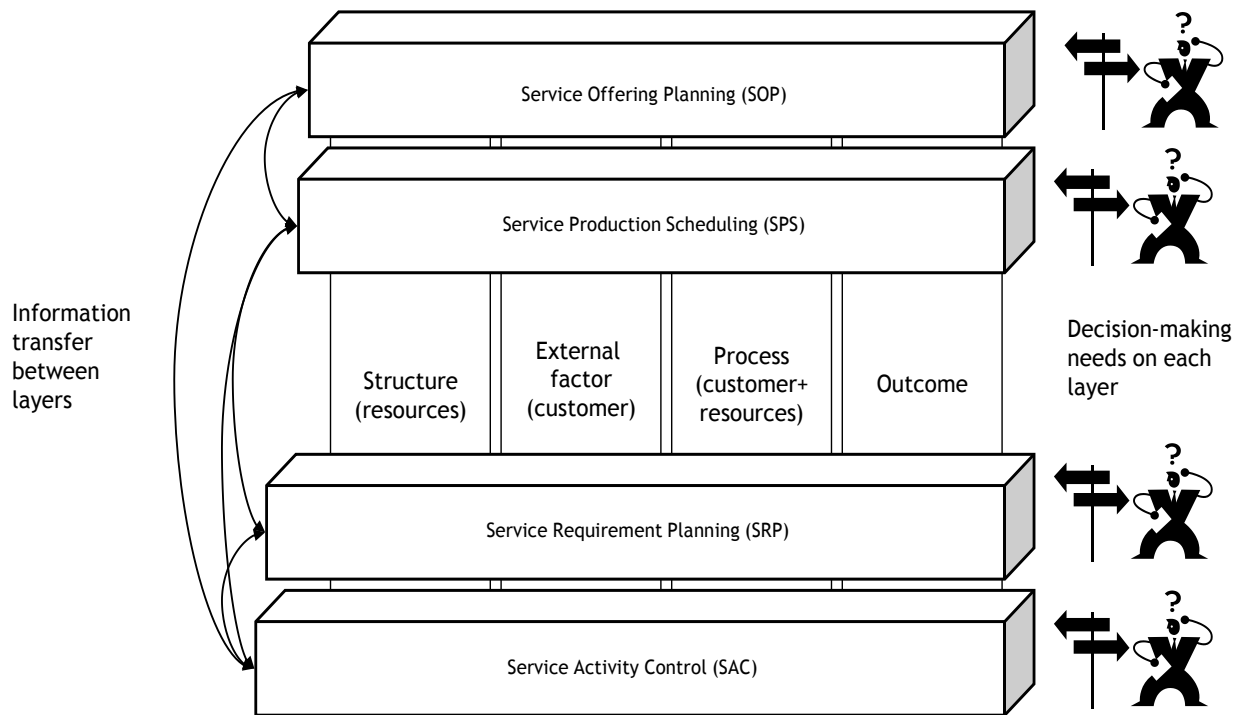 ?
Service Offering Planning (SOP)
?
Service Production Scheduling (SPS)
Information
transfer
between
layers
Structure
(resources)
External
factor
(customer)
Process
(customer+
resources)
Outcome
Decision-making
needs on each
layer
?
Service Requirement Planning (SRP)
?
Service Activity Control (SAC)